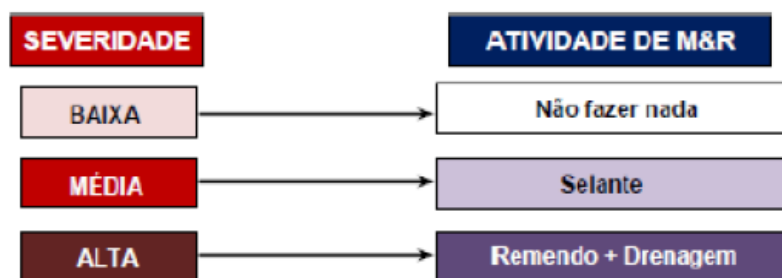 SEVERIDADE ATIVIDADE DE M&R
BAIXA Não fazer nada
MÉDIA Selante
ALTA Remendo + Drenagem